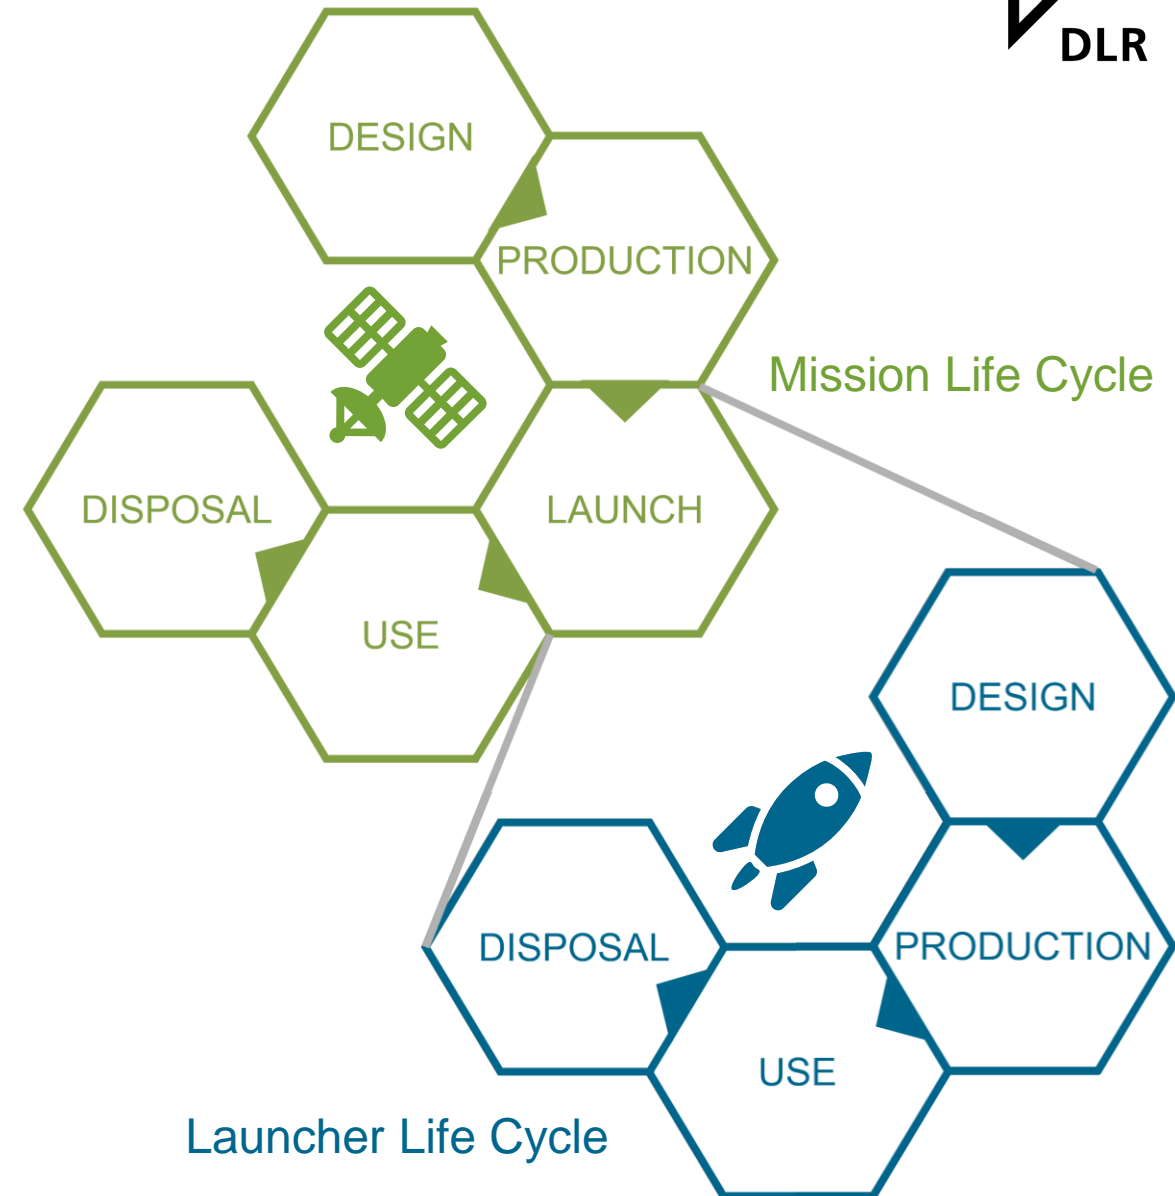 DLR
DESIGN
PRODUCTION
Mission Life Cycle
DISPOSAL
LAUNCH
USE
DESIGN
DISPOSAL
PRODUCTION
USE
Launcher Life Cycle